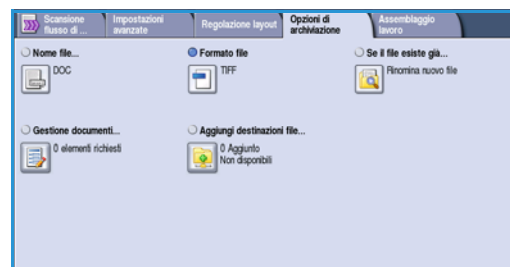 Scansione
flusso di ...
Impostazioni
avanzate
Regolazione layout
Opzioni di
archiviazione
Assemblaggio
lavoro
Nome file...
DOC
Formato file
TIFF
Se il file esiste già...
Rinomina nuovo file
Gestione documenti...
0 elementi richiesti
Aggiungi destinazioni file...
0 Aggiunto
Non disponibili